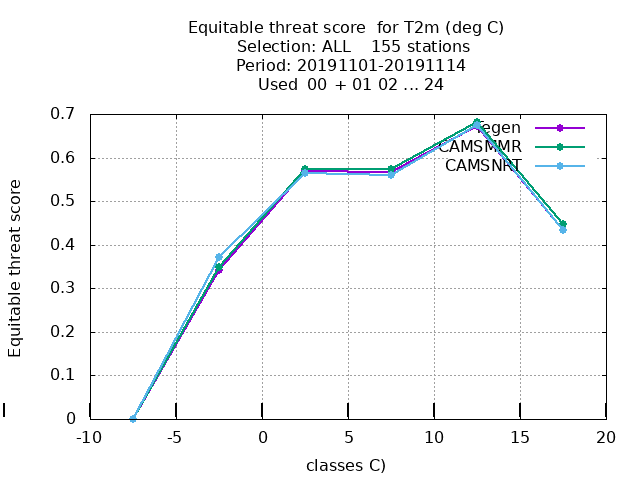 Equitable threat score for T2m (deg C)
Selection: ALL 155 stations
Period: 20191101-20191114
Used 00 + 01 02 ... 24
0.7
0.6
0.5
0.4
0.3
0.2
0.1
0
Equitable threat score
CAMSMMR
CAMSNRT
-10 -5 0 5 10 15 20
classes C)